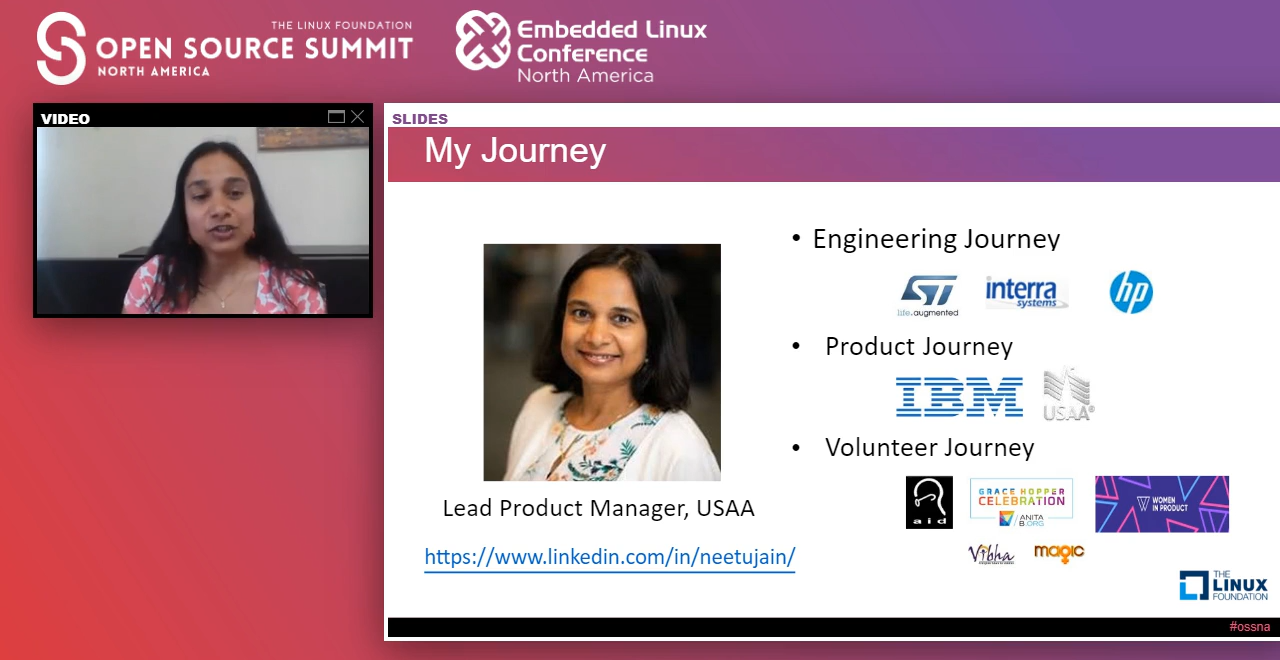 THE LINUX FOUNDATION
OPEN SOURCE SUMMIT
NORTH AMERICA
Embedded Linux
Conference
North America
VIDEO
SLIDES
My Journey
• Engineering Journey
ST
life.augmented
interra
systems
hp
• Product Journey
IBM
USAA®
• Volunteer Journey
aid
GRACE HOPPER
CELEBRATION
ANITA
B.ORG
WOMEN
IN PRODUCT
Vibha
magic
Lead Product Manager, USAA
https://www.linkedin.com/in/neetujain/
THE
LINUX
FOUNDATION
#ossna